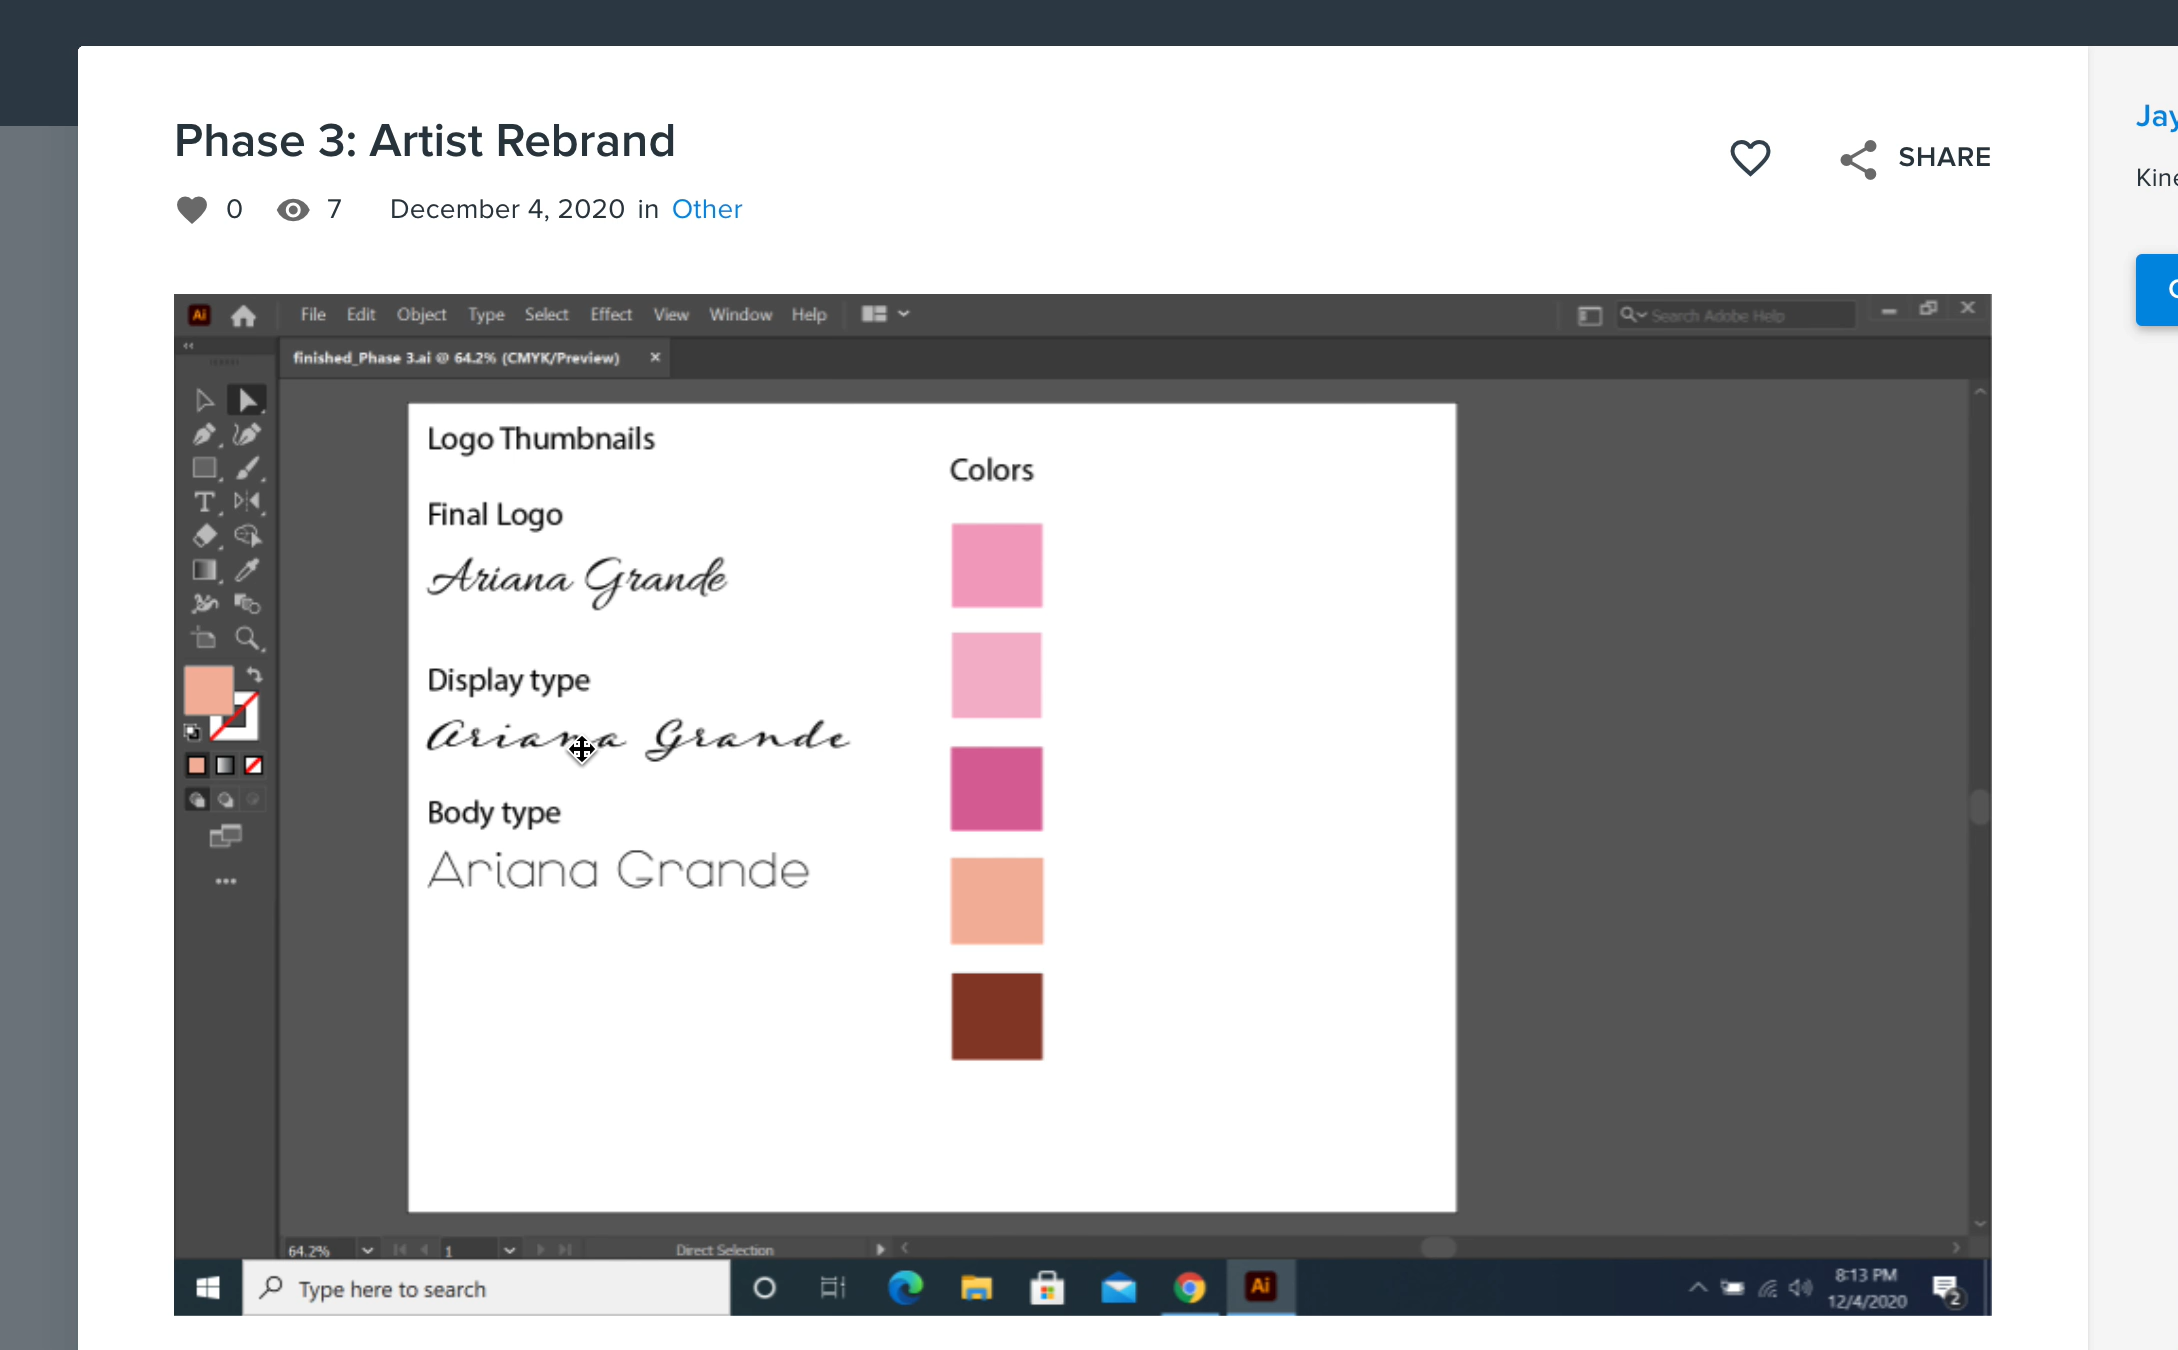 Phase 3: Artist Rebrand
0 7 December 4, 2020 in Other
SHARE
Jay
Ai File Edit Object Type Select Effect View Window Help Search Adobe Help
finished_Phase 3.ai @ 64.2% (CMYK/Preview)
Logo Thumbnails
Colors
Final Logo
Ariana Grande
Display type
Ariana Grande
Body type
Ariana Grande
64.2% 1 Direct Selection
Type here to search
Ai
8:13 PM
12/4/2020
2